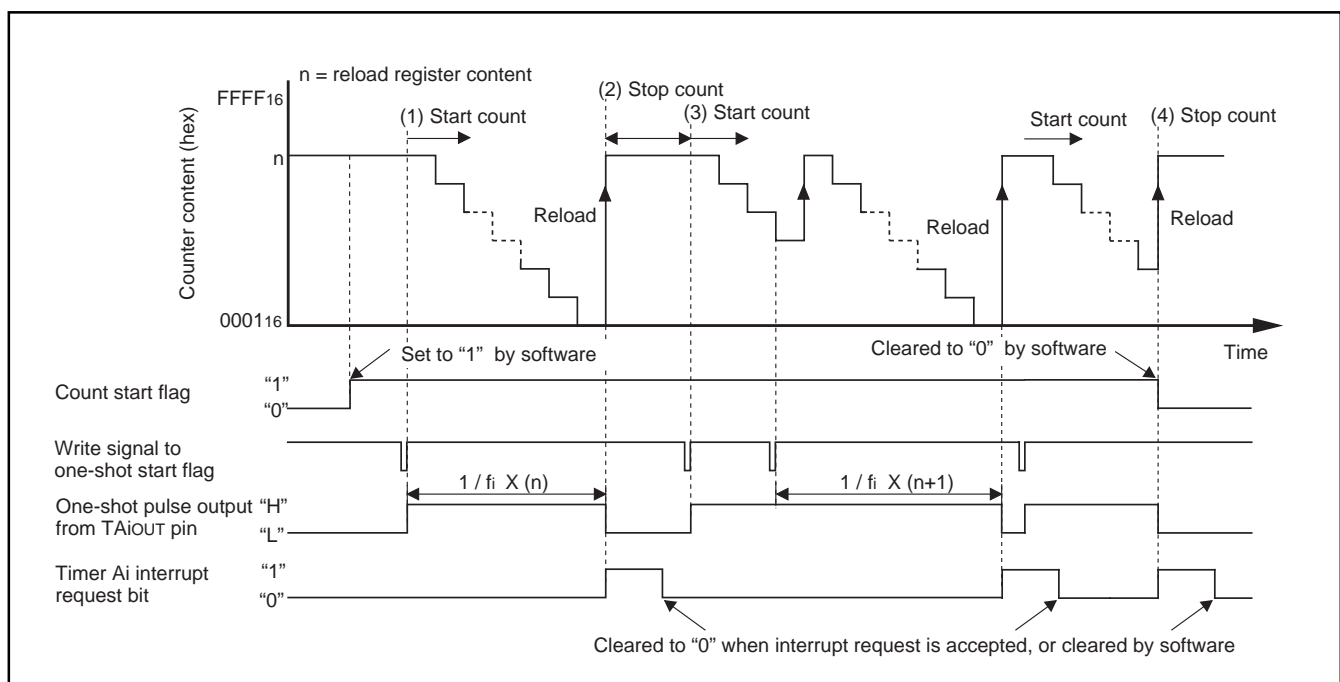 n = reload register content
FFFF16
(1) Start count
(2) Stop count
(3) Start count
Start count
(4) Stop count
n
Counter content (hex)
Reload
Reload
Reload
000116
Set to “1” by software
Cleared to “0” by software
Time
Count start flag
“1”
“0”
Write signal to
one-shot start flag
1 / fi X (n)
1 / fi X (n+1)
One-shot pulse output
from TAiOUT pin
“H”
“L”
Timer Ai interrupt
request bit
“1”
“0”
Cleared to “0” when interrupt request is accepted, or cleared by software